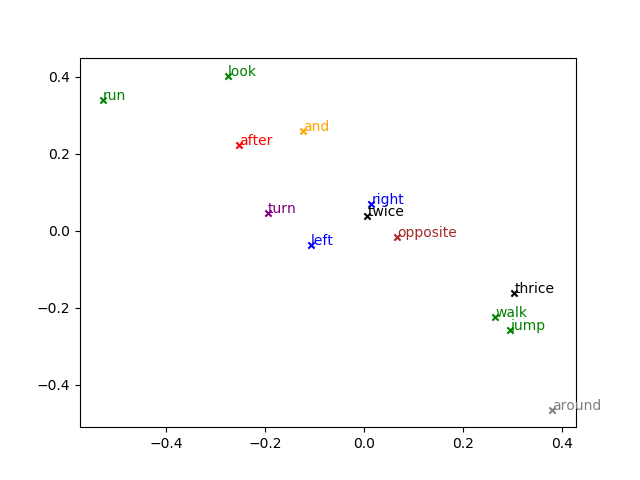 look
run
and
after
right
turn
twice
opposite
left
thrice
walk
jump
around
0.4
0.2
0.0
−0.2
−0.4
−0.4
−0.2
0.0
0.2
0.4